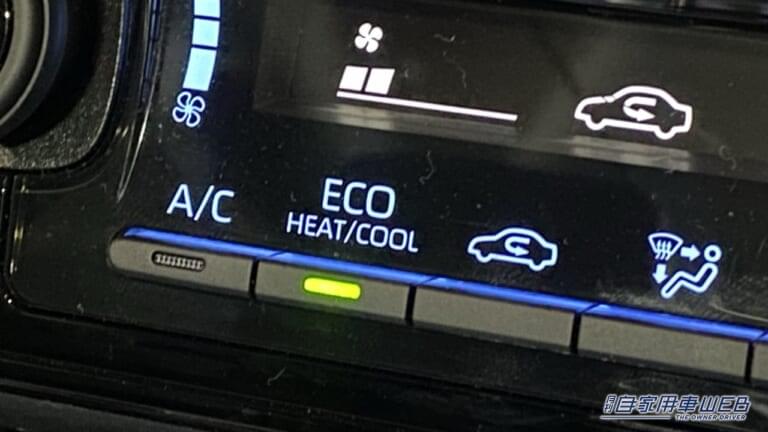 A/C
ECO
HEAT/COOL
自家用車WEB
THE OWNER DRIVER